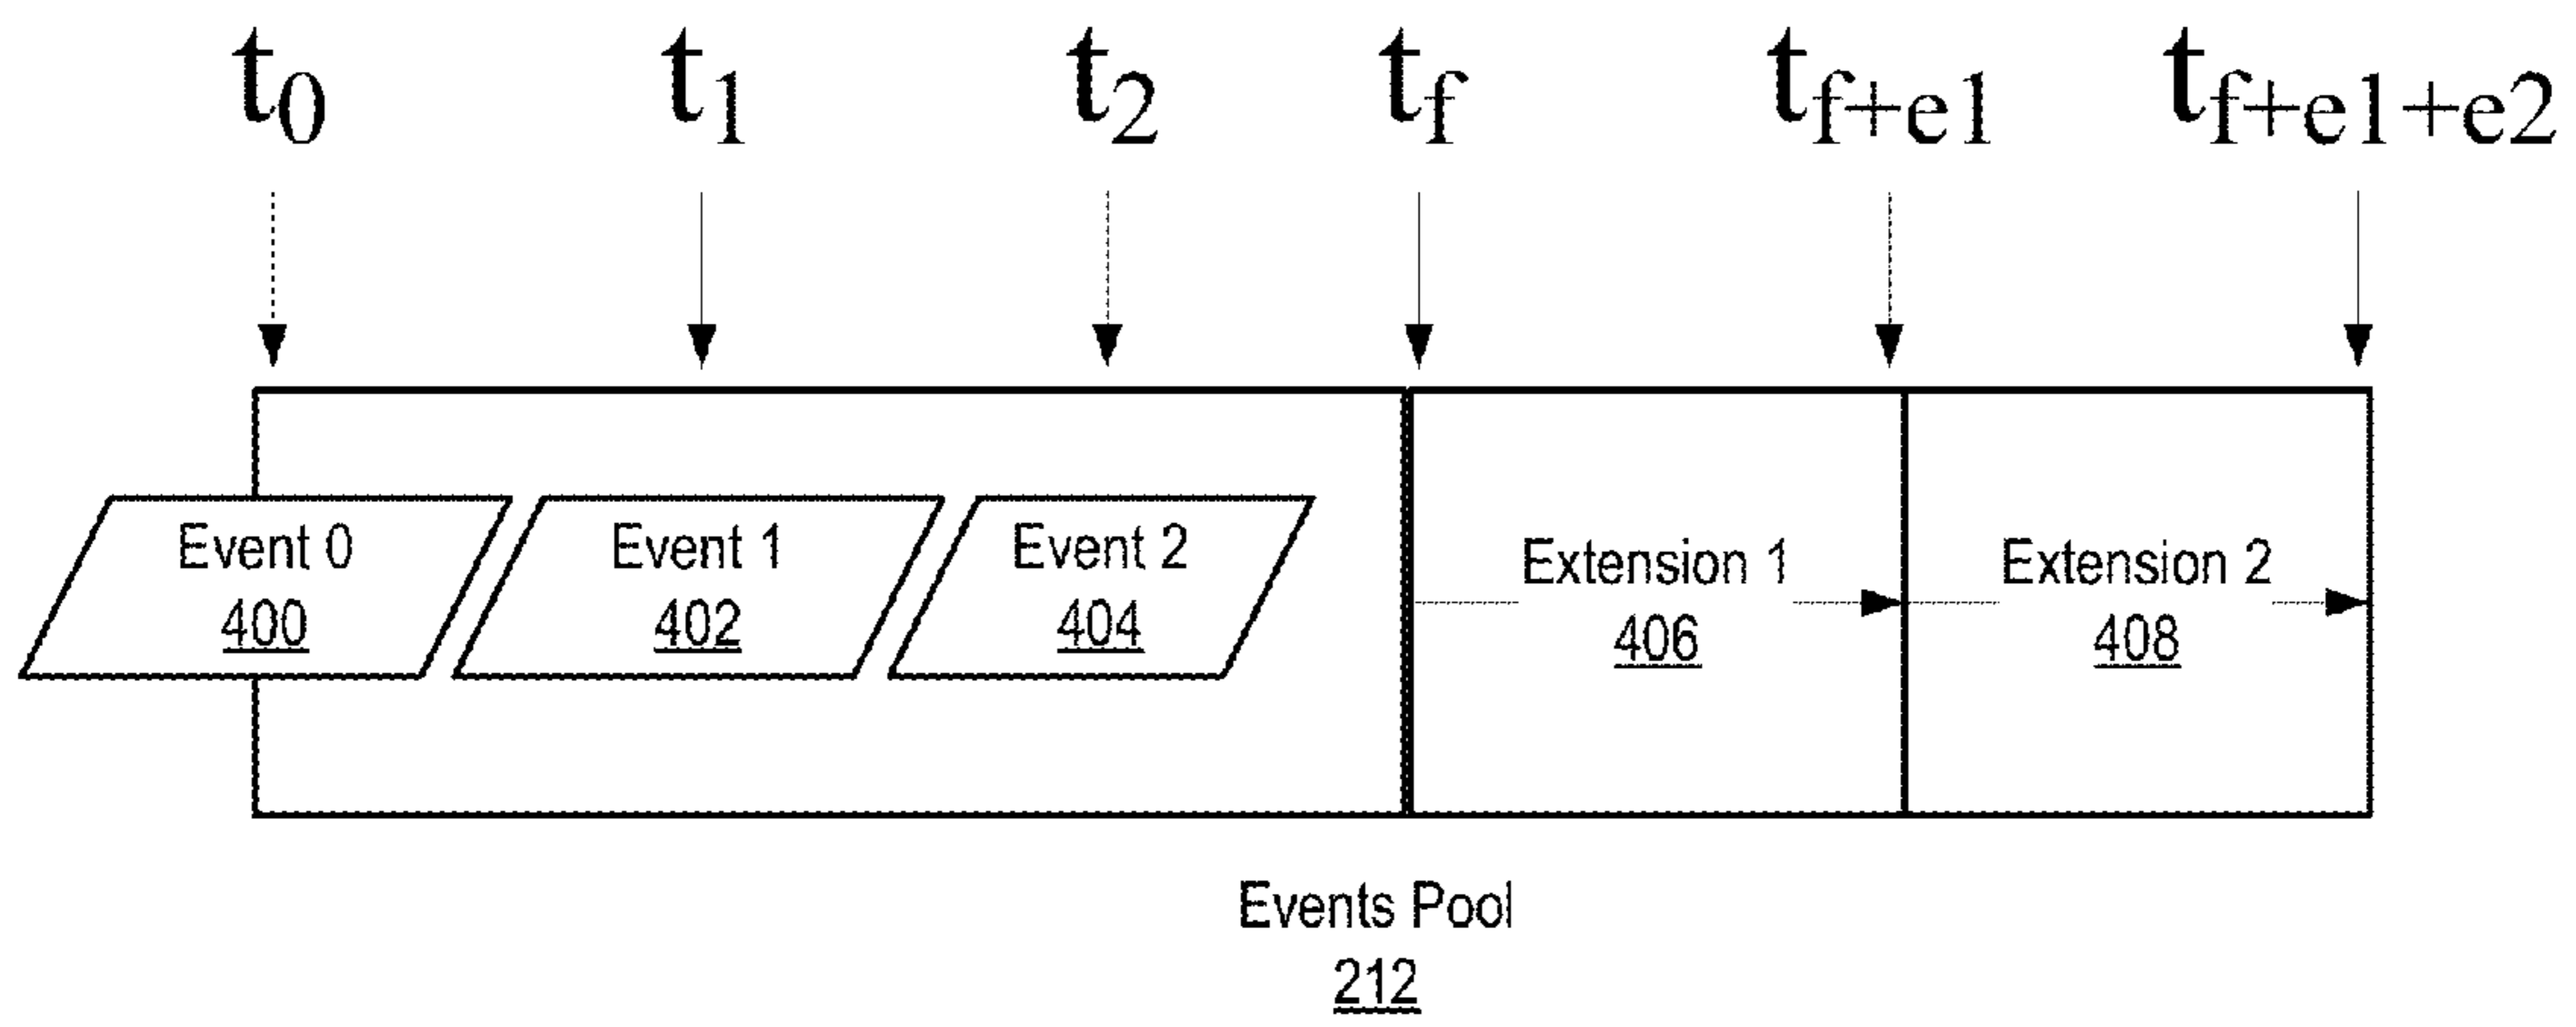 t0 t1 t2 tf tf+e1 tf+e1+e2
Event 0
400
Event 1
402
Event 2
404
Extension 1
406
Extension 2
408
Events Pool
212